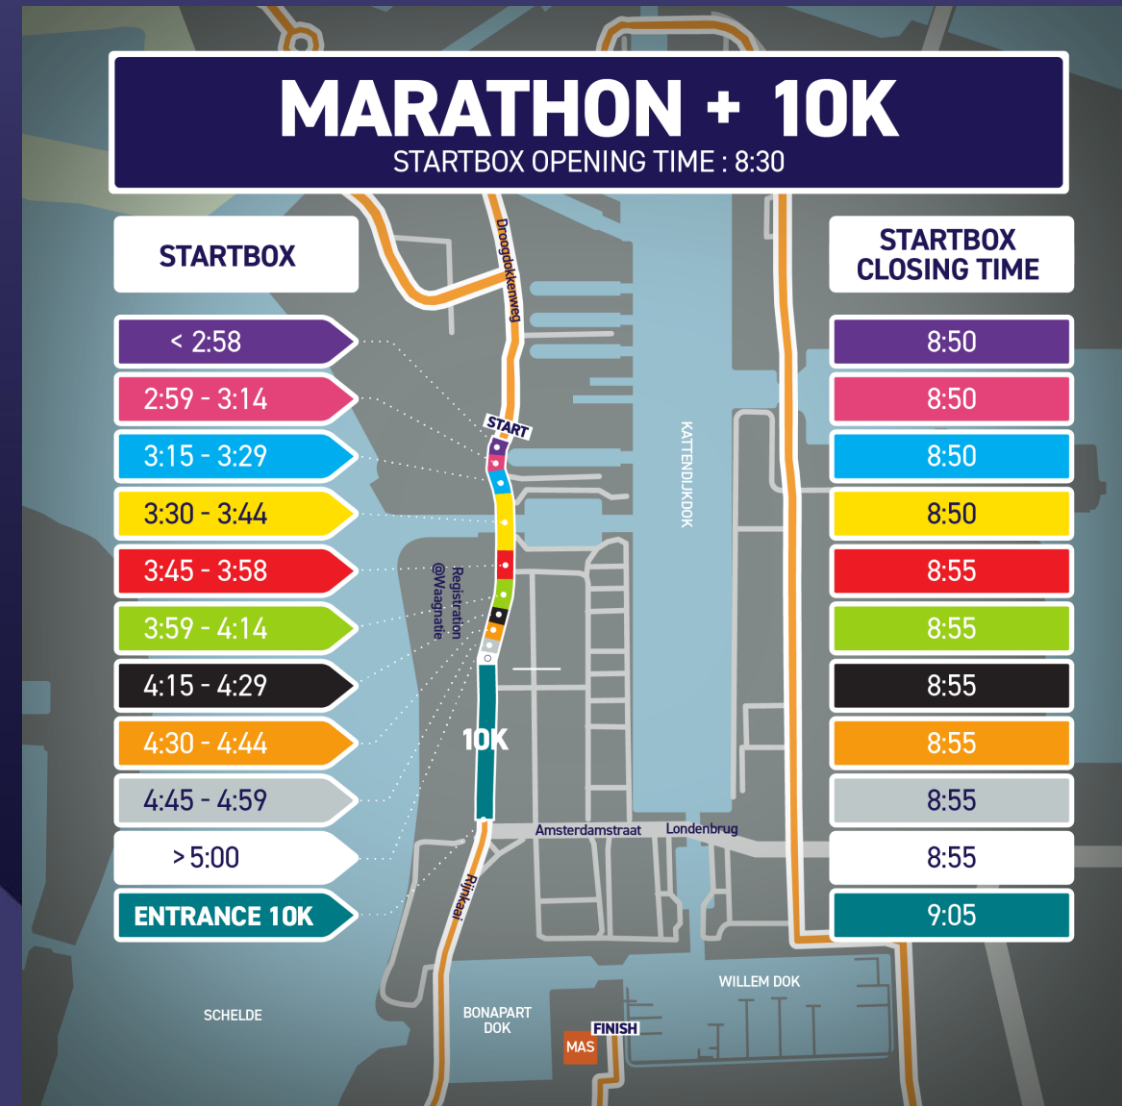 MARATHON + 10K
STARTBOX OPENING TIME : 8:30
STARTBOX
STARTBOX
CLOSING TIME
< 2:58
8:50
2:59 - 3:14
8:50
3:15 - 3:29
8:50
3:30 - 3:44
8:50
3:45 - 3:58
8:55
3:59 - 4:14
8:55
4:15 - 4:29
8:55
4:30 - 4:44
8:55
4:45 - 4:59
8:55
> 5:00
8:55
ENTRANCE 10K
9:05
Droogdokkenweg
START
KATTENDIJKDOK
Registration
@Waagnatie
10K
Amsterdamstraat
Londenbrug
Rijnkaai
SCHELDE
BONAPART
DOK
WILLEM DOK
FINISH
MAS